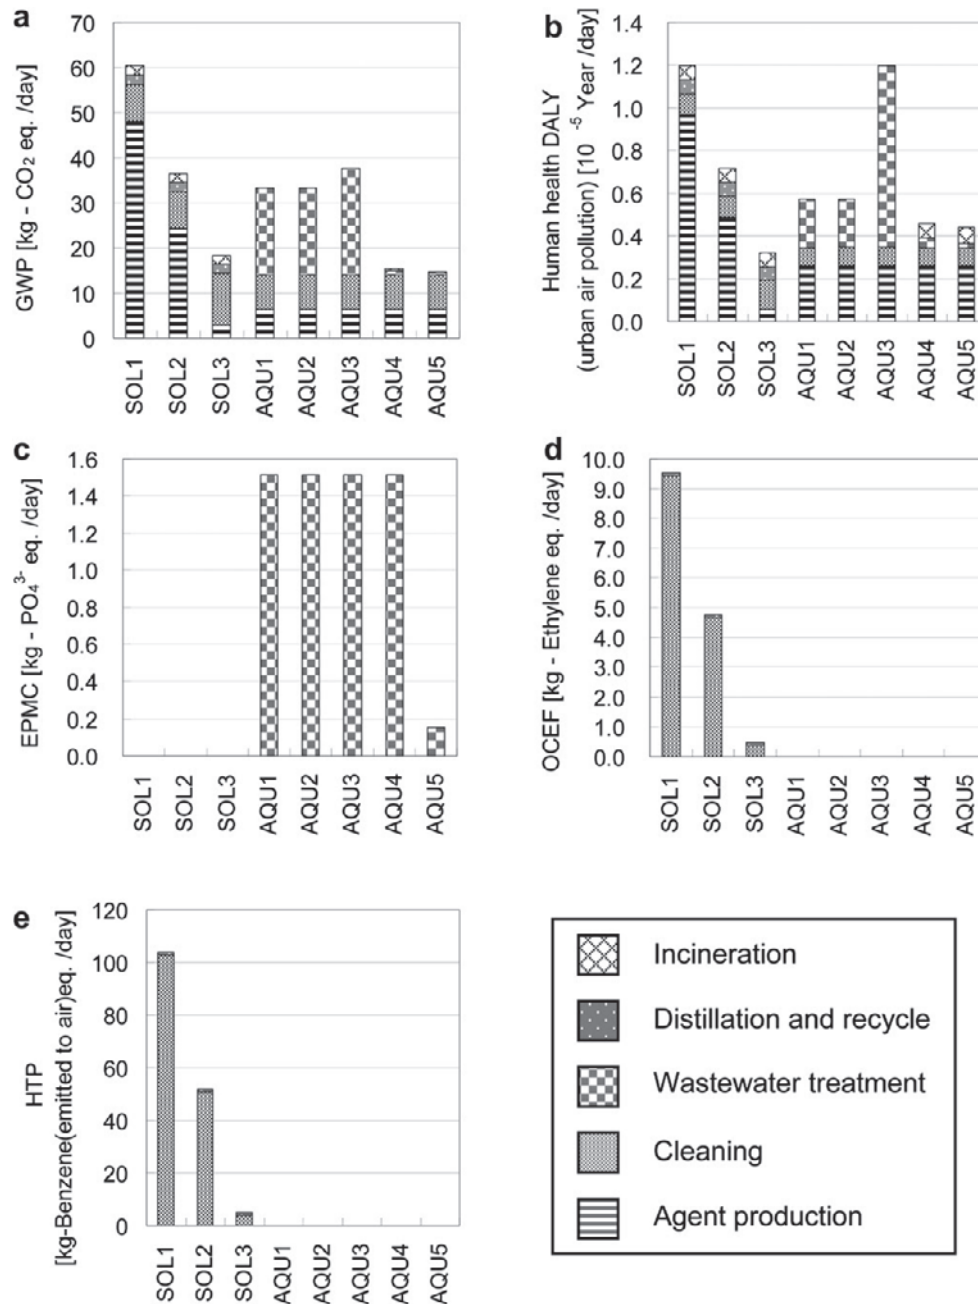 a
GWP [kg - CO₂ eq. /day]
70
60
50
40
30
20
10
0
SOL1
SOL2
SOL3
AQU1
AQU2
AQU3
AQU4
AQU5
b
Human health DALY
(urban air pollution) [10 ⁻⁵ Year /day]
1.4
1.2
1.0
0.8
0.6
0.4
0.2
0.0
SOL1
SOL2
SOL3
AQU1
AQU2
AQU3
AQU4
AQU5
c
EPMC [kg - PO₄³⁻ eq. /day]
1.6
1.4
1.2
1.0
0.8
0.6
0.4
0.2
0.0
SOL1
SOL2
SOL3
AQU1
AQU2
AQU3
AQU4
AQU5
d
OCEF [kg - Ethylene eq. /day]
10.0
9.0
8.0
7.0
6.0
5.0
4.0
3.0
2.0
1.0
0.0
SOL1
SOL2
SOL3
AQU1
AQU2
AQU3
AQU4
AQU5
e
HTP
[kg-Benzene(emitted to air)eq. /day]
120
100
80
60
40
20
0
SOL1
SOL2
SOL3
AQU1
AQU2
AQU3
AQU4
AQU5
Incineration
Distillation and recycle
Wastewater treatment
Cleaning
Agent production